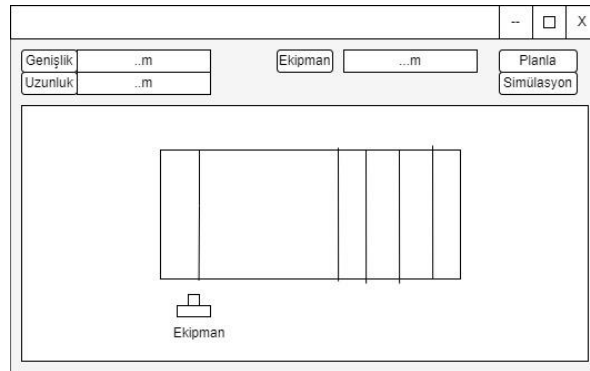 -- X
Genişlik ..m Ekipman ...m Planla
Uzunluk ..m Simülasyon
Ekipman